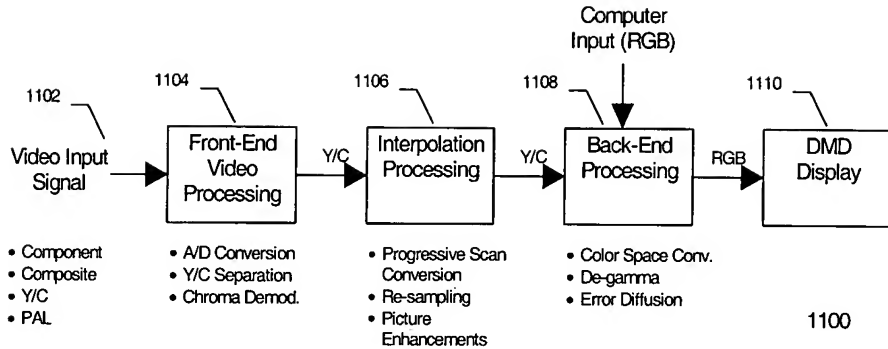 Computer
Input (RGB)
1102
1104
1106
1108
1110
Video Input
Signal
Front-End
Video
Processing
Y/C
Interpolation
Processing
Y/C
Back-End
Processing
RGB
DMD
Display
• Component
• Composite
• Y/C
• PAL
• A/D Conversion
• Y/C Separation
• Chroma Demod.
• Progressive Scan
Conversion
• Re-sampling
• Picture
Enhancements
• Color Space Conv.
• De-gamma
• Error Diffusion
1100